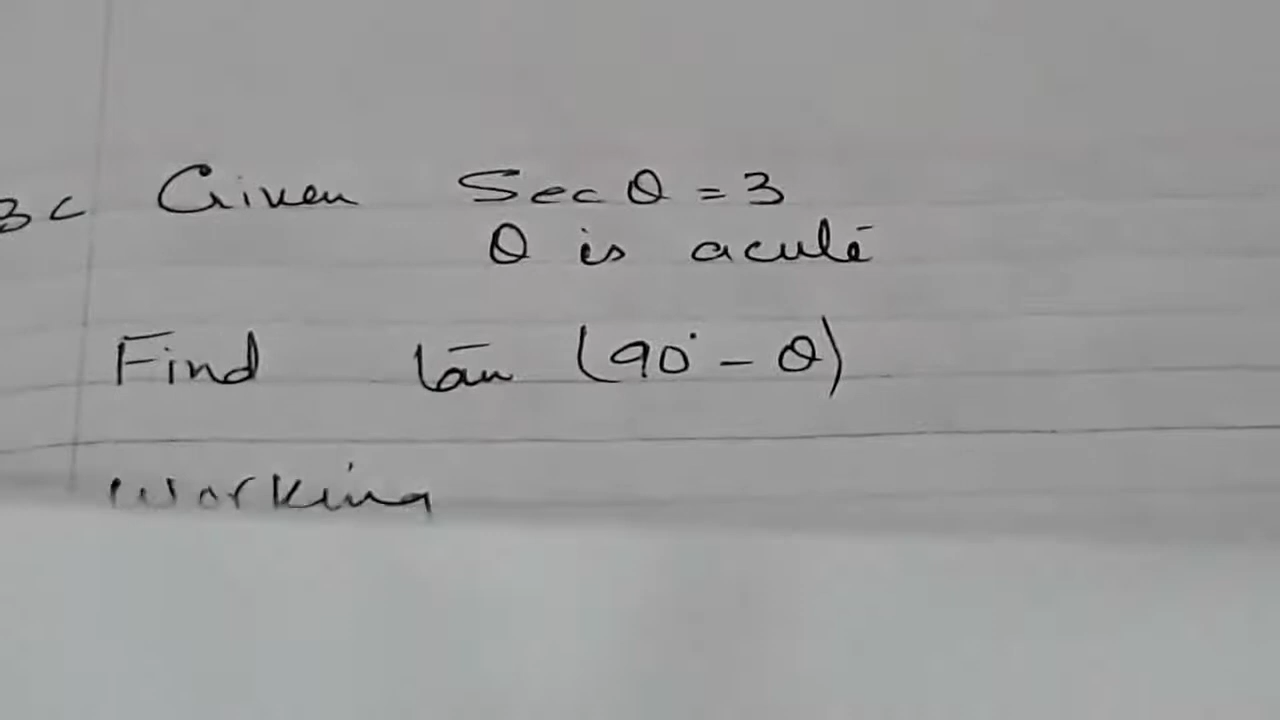 3c Given Sec θ = 3
θ is acute
Find tan (90° - θ)
Working